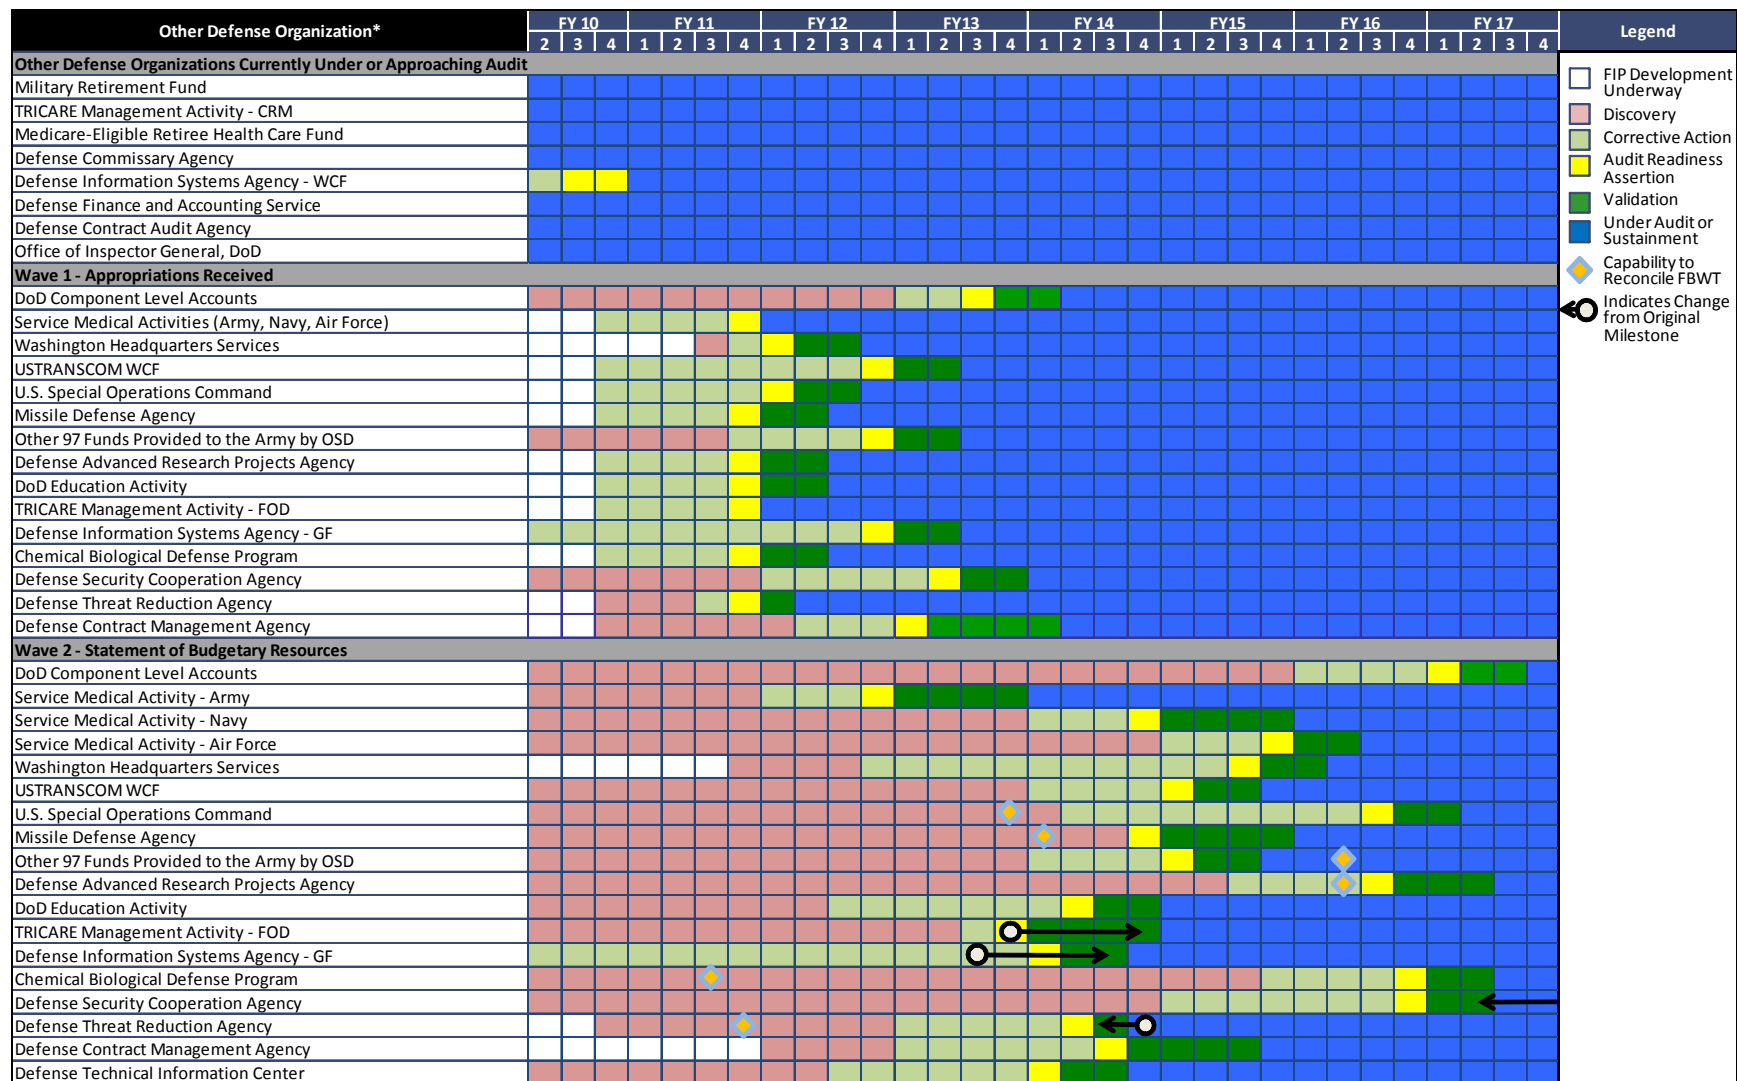 Other Defense Organization*
FY 10 FY 11 FY 12 FY13 FY 14 FY15 FY 16 FY 17
Legend
2 3 4 1 2 3 4 1 2 3 4 1 2 3 4 1 2 3 4 1 2 3 4 1 2 3 4 1 2 3 4
Other Defense Organizations Currently Under or Approaching Audit
Military Retirement Fund
TRICARE Management Activity - CRM
Medicare-Eligible Retiree Health Care Fund
Defense Commissary Agency
Defense Information Systems Agency - WCF
Defense Finance and Accounting Service
Defense Contract Audit Agency
Office of Inspector General, DoD
Wave 1 - Appropriations Received
DoD Component Level Accounts
Service Medical Activities (Army, Navy, Air Force)
Washington Headquarters Services
USTRANSCOM WCF
U.S. Special Operations Command
Missile Defense Agency
Other 97 Funds Provided to the Army by OSD
Defense Advanced Research Projects Agency
DoD Education Activity
TRICARE Management Activity - FOD
Defense Information Systems Agency - GF
Chemical Biological Defense Program
Defense Security Cooperation Agency
Defense Threat Reduction Agency
Defense Contract Management Agency
Wave 2 - Statement of Budgetary Resources
DoD Component Level Accounts
Service Medical Activity - Army
Service Medical Activity - Navy
Service Medical Activity - Air Force
Washington Headquarters Services
USTRANSCOM WCF
U.S. Special Operations Command
Missile Defense Agency
Other 97 Funds Provided to the Army by OSD
Defense Advanced Research Projects Agency
DoD Education Activity
TRICARE Management Activity - FOD
Defense Information Systems Agency - GF
Chemical Biological Defense Program
Defense Security Cooperation Agency
Defense Threat Reduction Agency
Defense Contract Management Agency
Defense Technical Information Center
FIP Development
Underway
Discovery
Corrective Action
Audit Readiness
Assertion
Validation
Under Audit or
Sustainment
Capability to
Reconcile FBWT
Indicates Change
from Original
Milestone